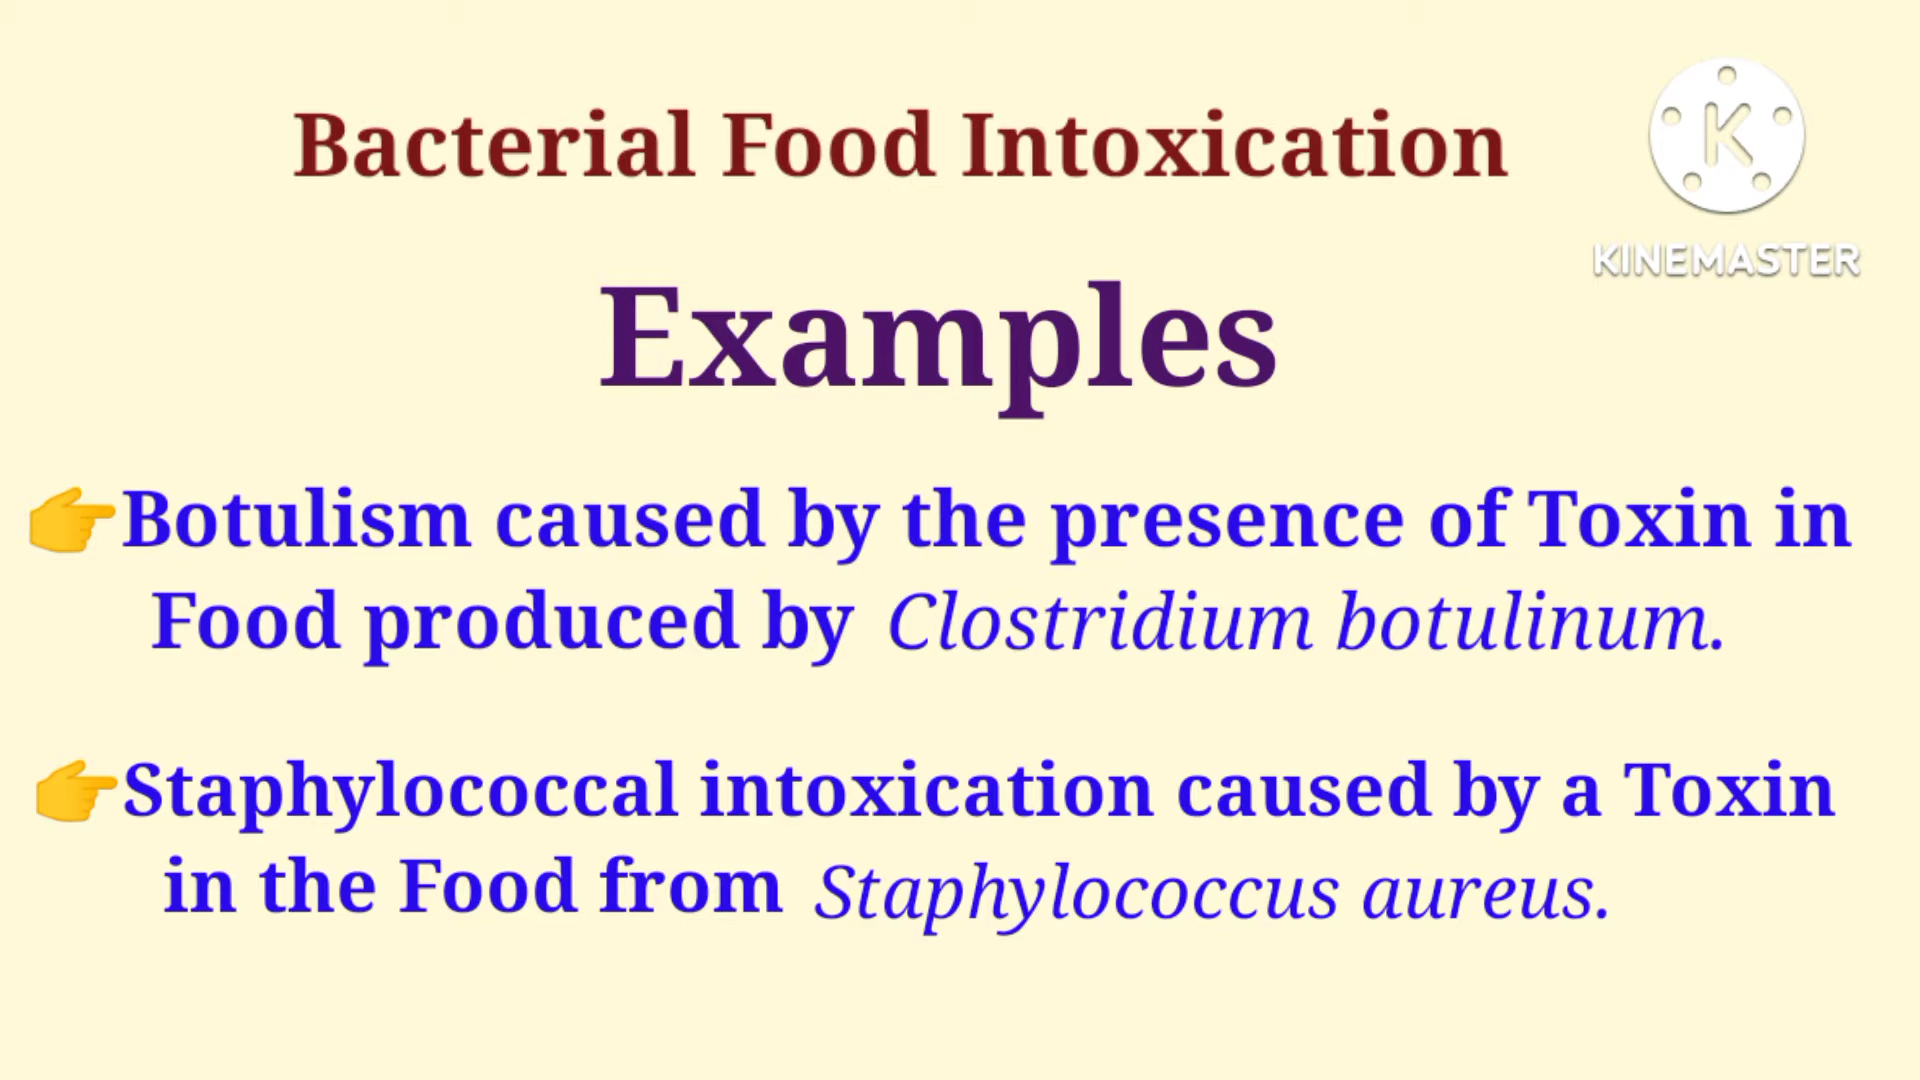 Bacterial Food Intoxication
KINEMASTER
Examples
👉Botulism caused by the presence of Toxin in
Food produced by Clostridium botulinum.
👉Staphylococcal intoxication caused by a Toxin
in the Food from Staphylococcus aureus.